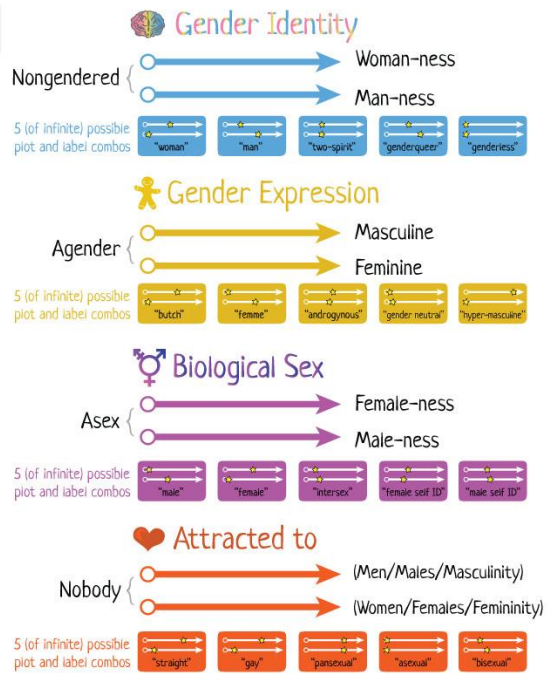 Gender Identity
Nongendered
Woman-ness
Man-ness
5 (of infinite) possible
plot and label combos
"woman"
"man"
"two-spirit"
"genderqueer"
"genderless"
Gender Expression
Agender
Masculine
Feminine
5 (of infinite) possible
plot and label combos
"butch"
"femme"
"androgynous"
"gender neutral"
"hyper-masculine"
Biological Sex
Asex
Female-ness
Male-ness
5 (of infinite) possible
plot and label combos
"male"
"female"
"intersex"
"female self ID"
"male self ID"
Attracted to
Nobody
(Men/Males/Masculinity)
(Women/Females/Femininity)
5 (of infinite) possible
plot and label combos
"straight"
"gay"
"pansexual"
"asexual"
"bisexual"